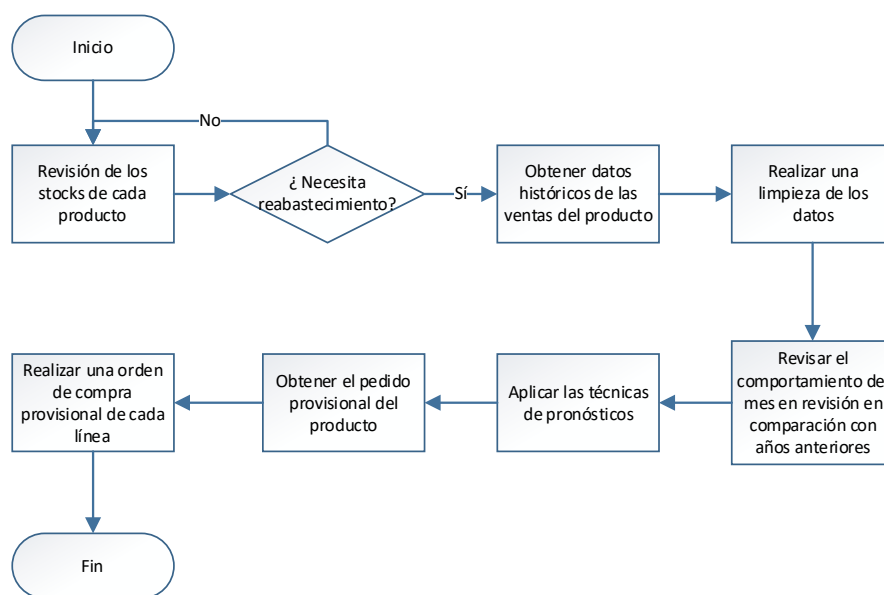 Inicio
No
Revisión de los
stocks de cada
producto
¿ Necesita
reabastecimiento?
Sí
Obtener datos
históricos de las
ventas del producto
Realizar una
limpieza de los
datos
Revisar el
comportamiento de
mes en revisión en
comparación con
años anteriores
Aplicar las técnicas
de pronósticos
Obtener el pedido
provisional del
producto
Realizar una orden
de compra
provisional de cada
línea
Fin